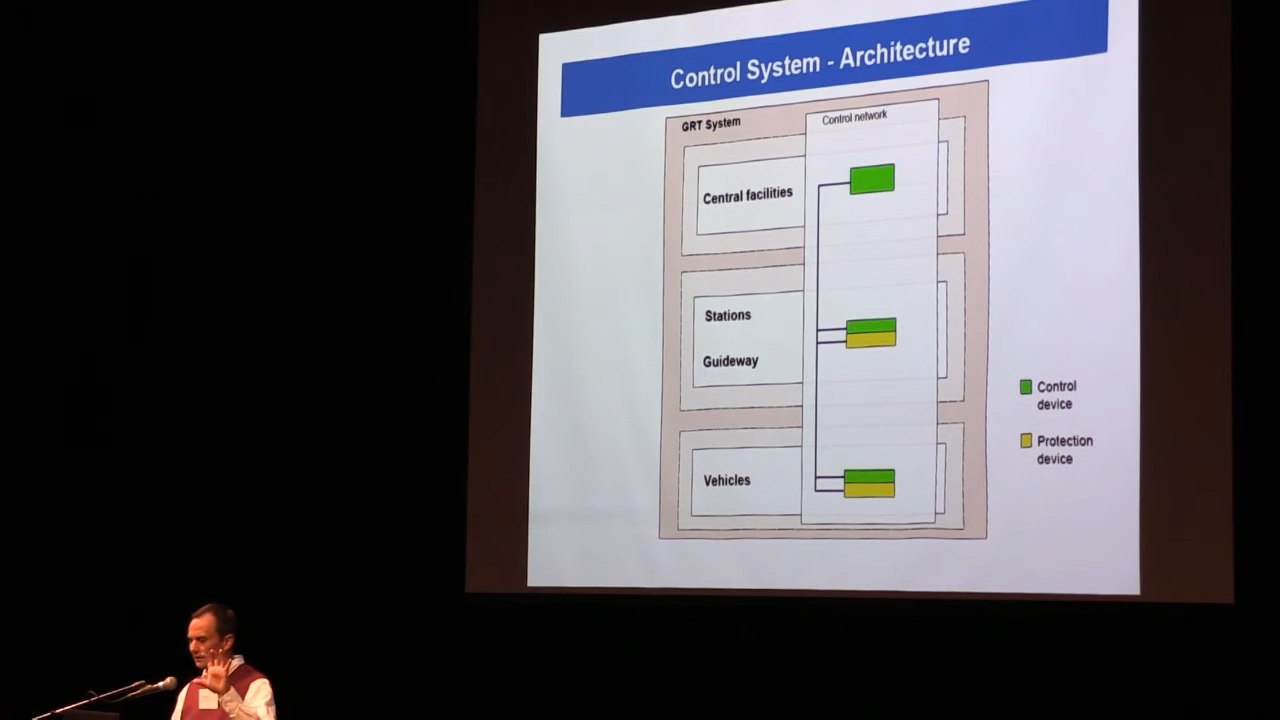 Control System - Architecture
GRT System
Control network
Central facilities
Stations
Guideway
Vehicles
Control
device
Protection
device